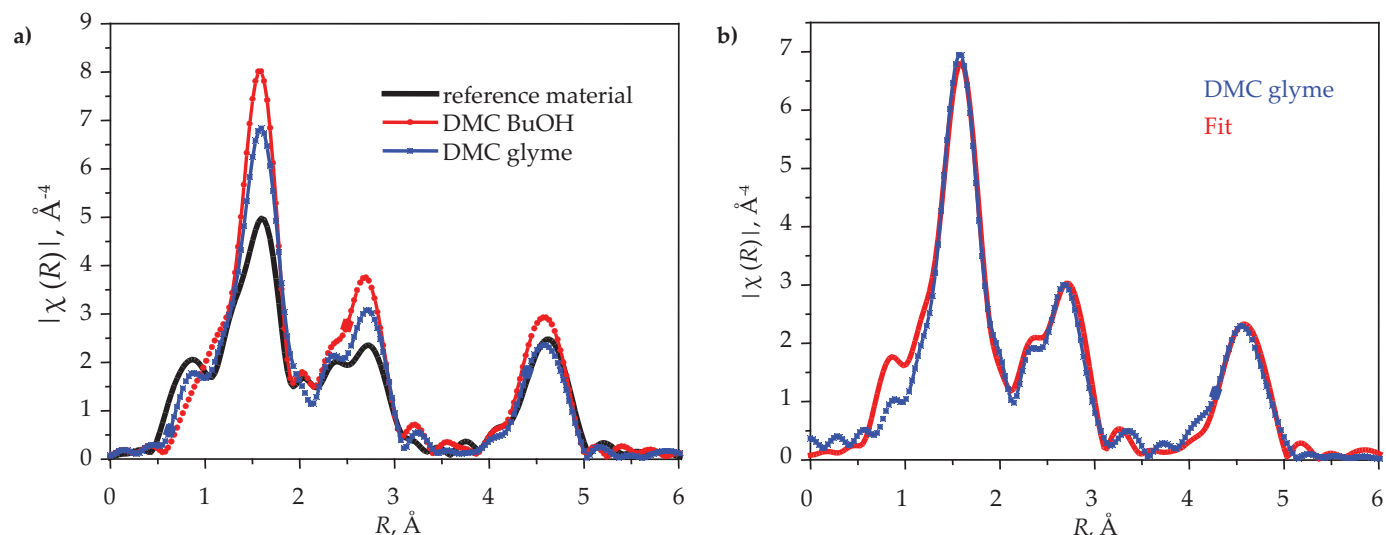 a)
9
8
7
6
5
4
3
2
1
0
|χ(R)|, Å⁻⁴
reference material
DMC BuOH
DMC glyme
0 1 2 3 4 5 6
R, Å
b)
7
6
5
4
3
2
1
0
|χ(R)|, Å⁻⁴
DMC glyme
Fit
0 1 2 3 4 5 6
R, Å